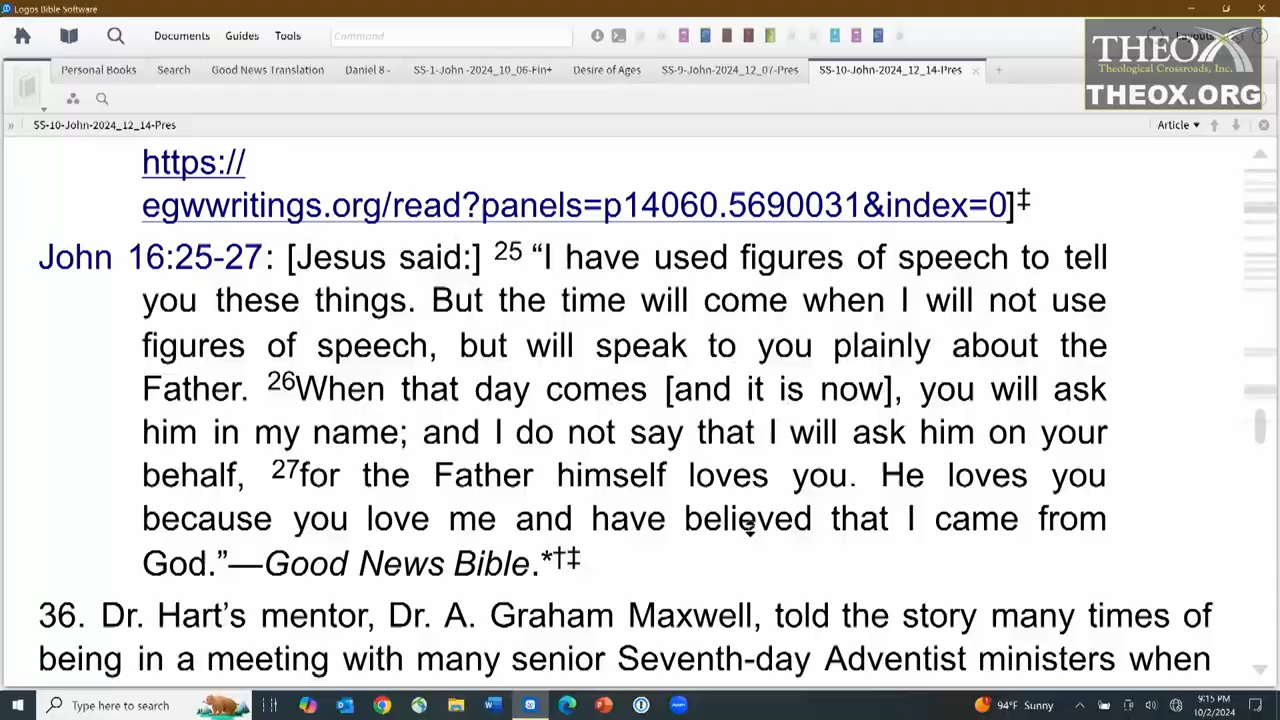 Logos Bible Software
Documents Guides Tools Command Layouts
THEOX
Theological Crossroads, Inc.
THEOX.ORG
Personal Books Search Good News Translation Daniel 8 - Desire of Ages SS-9-John-2024_12_07-Pres SS-10-John-2024_12_14-Pres
SS-10-John-2024_12_14-Pres Article
https://
egwwritings.org/read?panels=p14060.5690031&index=0]‡
John 16:25-27: [Jesus said:] 25 “I have used figures of speech to tell
you these things. But the time will come when I will not use
figures of speech, but will speak to you plainly about the
Father. 26When that day comes [and it is now], you will ask
him in my name; and I do not say that I will ask him on your
behalf, 27for the Father himself loves you. He loves you
because you love me and have believed that I came from
God.”—Good News Bible.*†‡
36. Dr. Hart’s mentor, Dr. A. Graham Maxwell, told the story many times of
being in a meeting with many senior Seventh-day Adventist ministers when
Type here to search 94°F Sunny 9:15 PM
10/2/2024